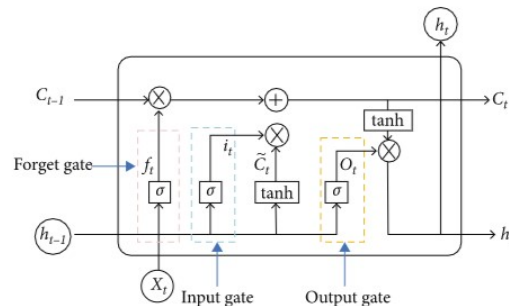 h_t
C_{t-1}
C_t
tanh
Forget gate
f_t
i_t
C̃_t
O_t
σ
σ
tanh
σ
h_{t-1}
h
X_t
Input gate
Output gate